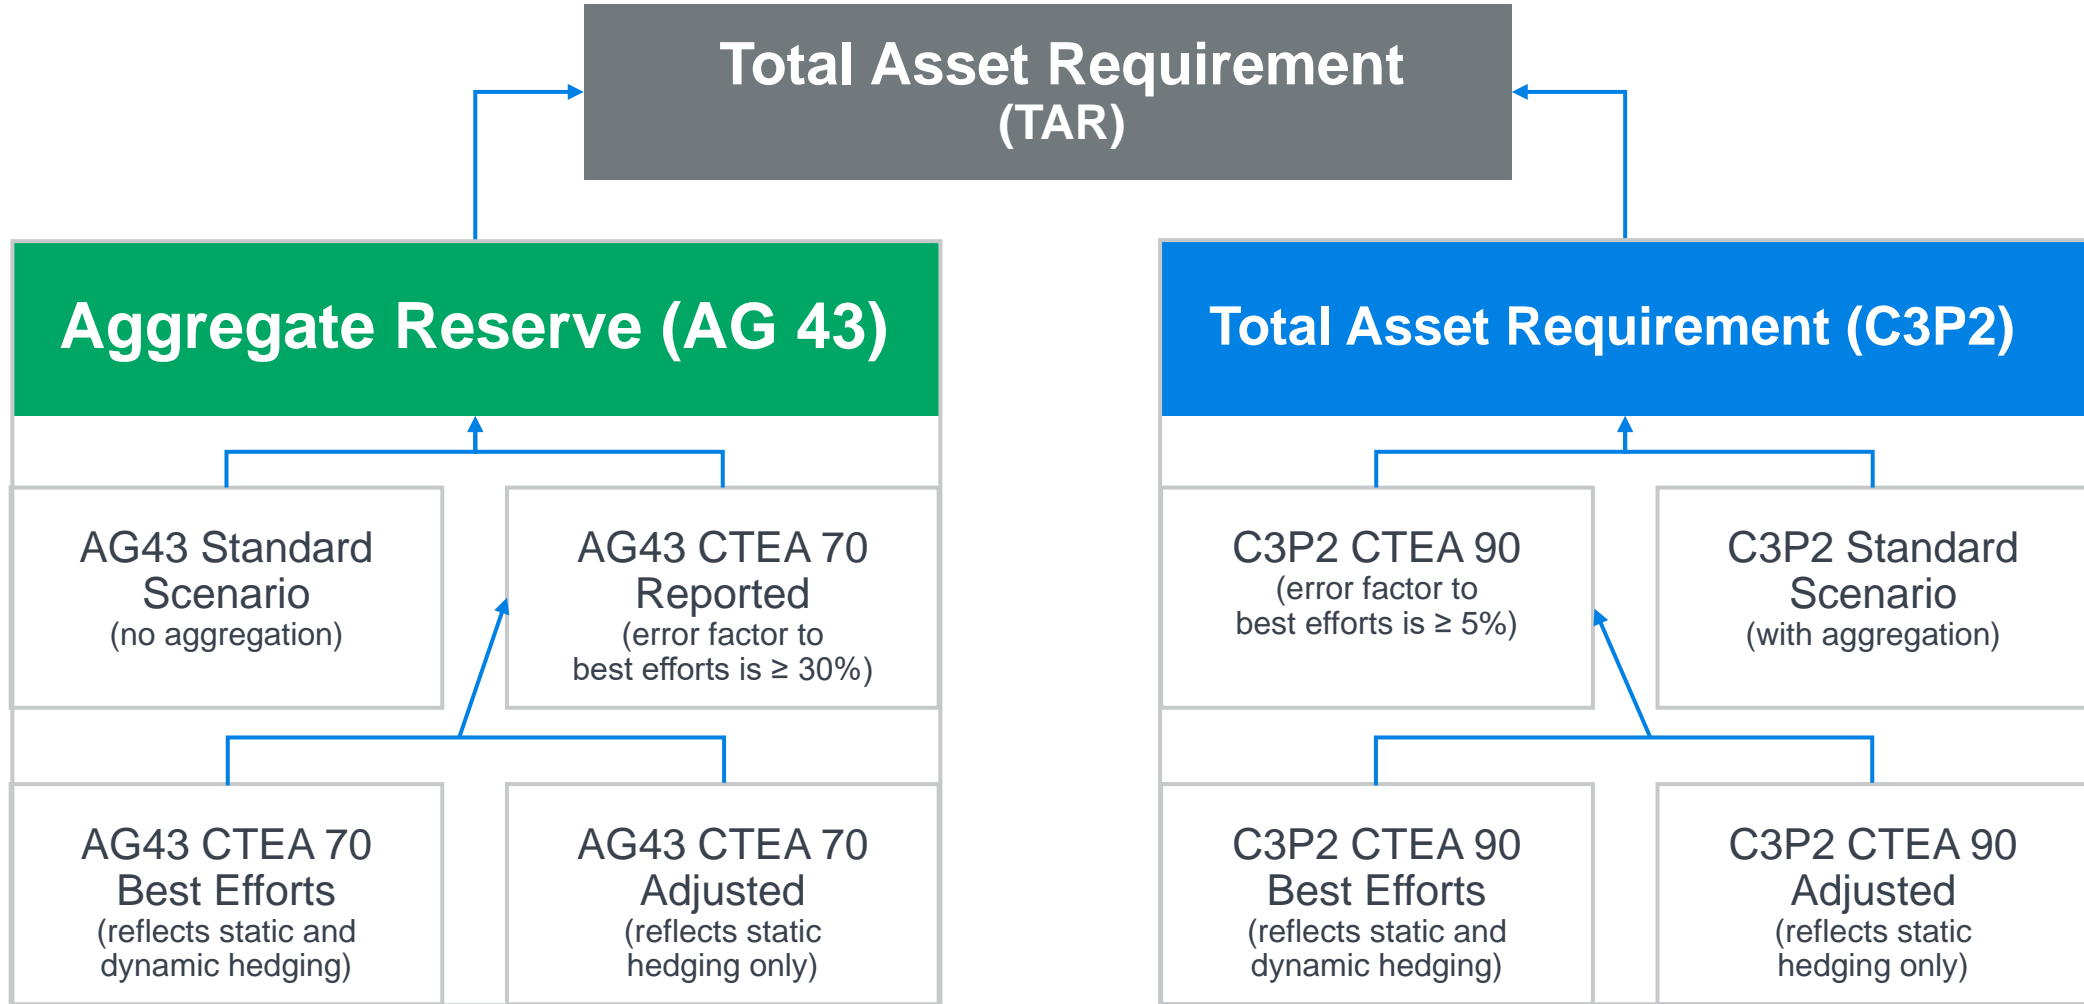 Total Asset Requirement
(TAR)
Aggregate Reserve (AG 43)
Total Asset Requirement (C3P2)
AG43 Standard
Scenario
(no aggregation)
AG43 CTEA 70
Reported
(error factor to
best efforts is ≥ 30%)
C3P2 CTEA 90
(error factor to
best efforts is ≥ 5%)
C3P2 Standard
Scenario
(with aggregation)
AG43 CTEA 70
Best Efforts
(reflects static and
dynamic hedging)
AG43 CTEA 70
Adjusted
(reflects static
hedging only)
C3P2 CTEA 90
Best Efforts
(reflects static and
dynamic hedging)
C3P2 CTEA 90
Adjusted
(reflects static
hedging only)